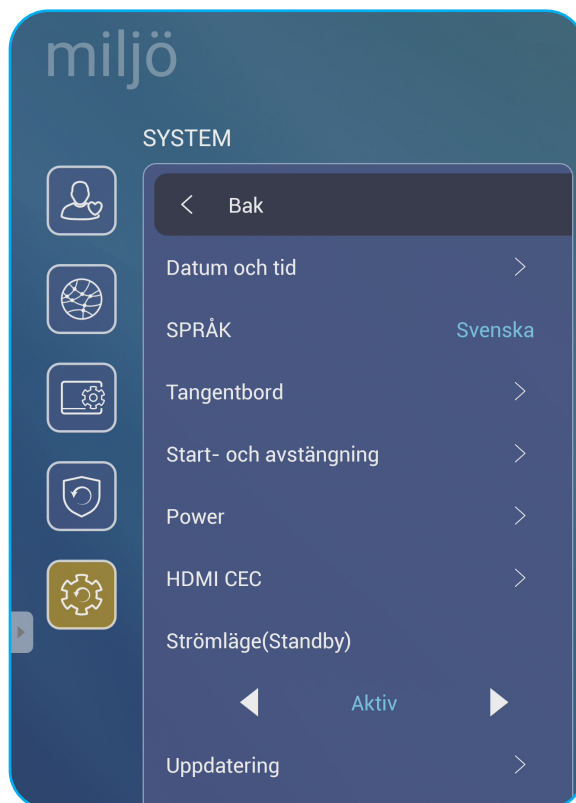 miljö
SYSTEM
Bak
Datum och tid
SPRÅK Svenska
Tangentbord
Start- och avstängning
Power
HDMI CEC
Strömläge(Standby)
Aktiv
Uppdatering